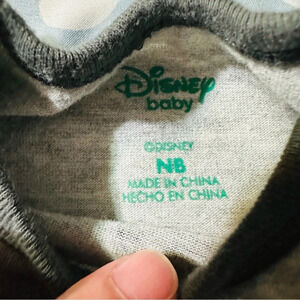 Disney
baby
©DISNEY
NB
MADE IN CHINA
HECHO EN CHINA